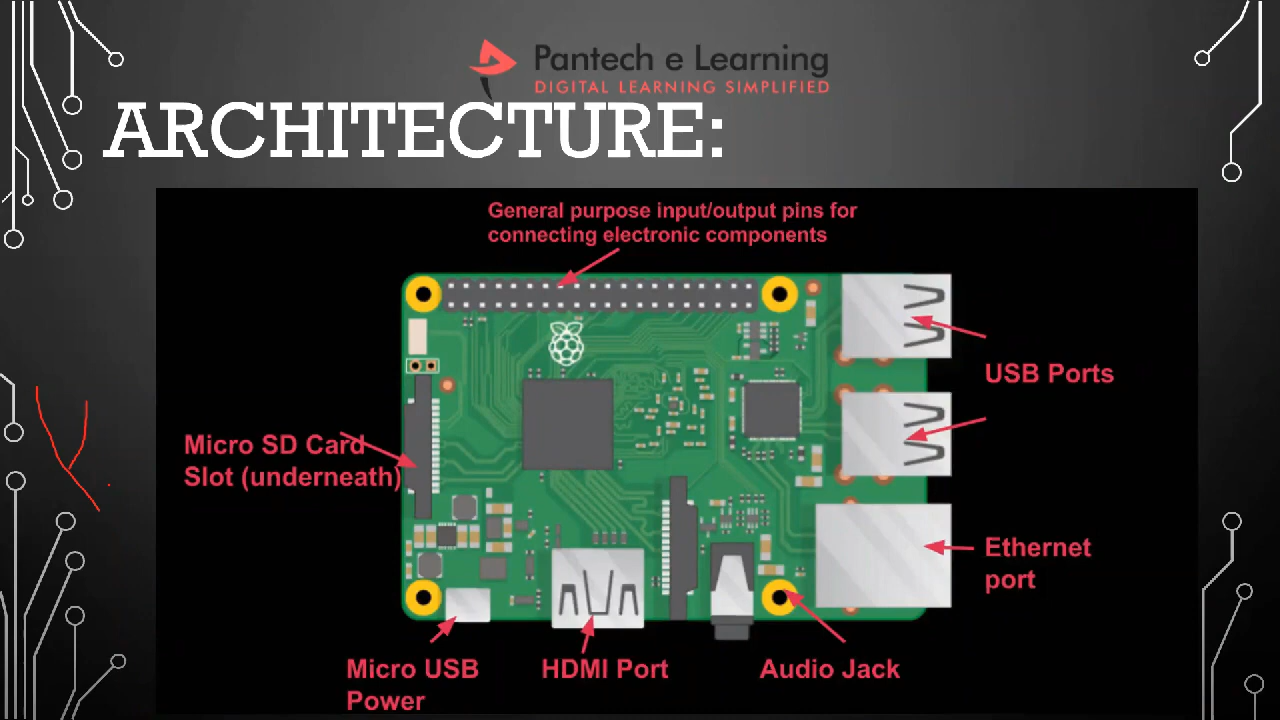 Pantech e Learning
DIGITAL LEARNING SIMPLIFIED
ARCHITECTURE:
General purpose input/output pins for
connecting electronic components
USB Ports
Micro SD Card
Slot (underneath)
Ethernet
port
Micro USB
Power
HDMI Port
Audio Jack